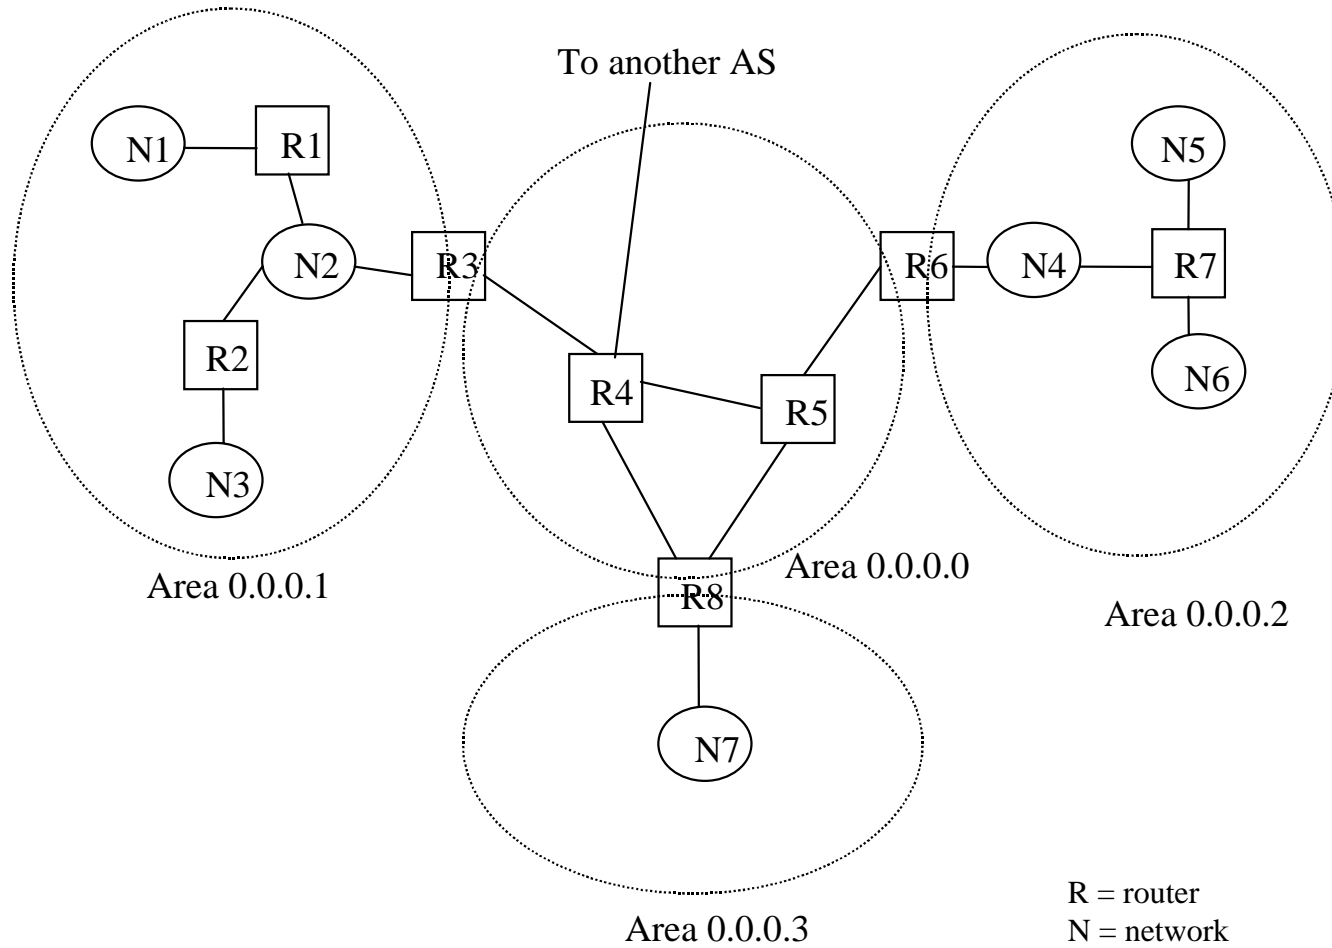 To another AS
N1
R1
N5
N2
R3
R6
N4
R7
R2
R4
R5
N6
N3
Area 0.0.0.1
Area 0.0.0.0
R8
Area 0.0.0.2
N7
R = router
Area 0.0.0.3
N = network